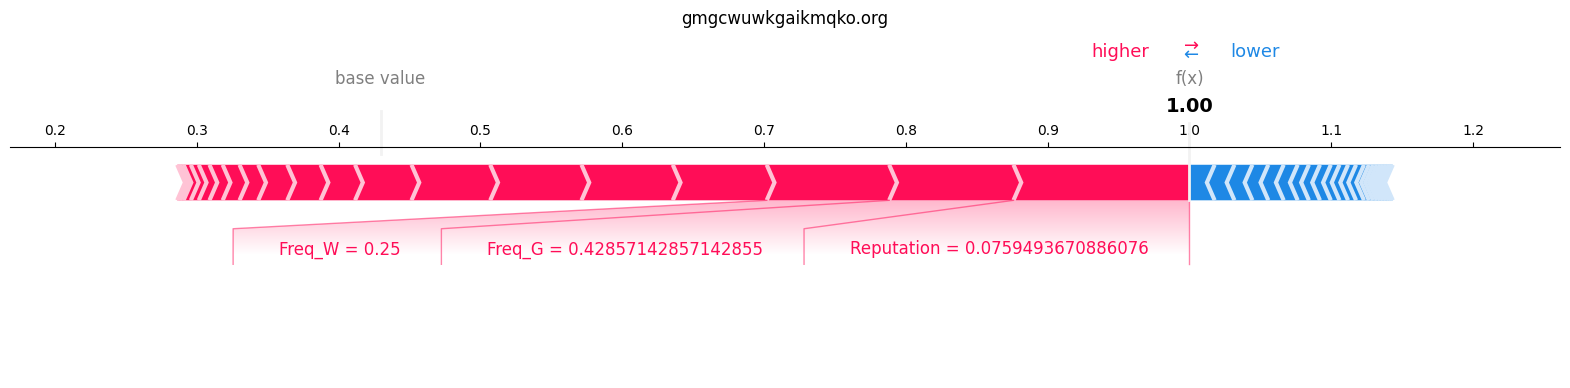 gmgcwuwkgaikmqko.org
higher ⇄ lower
base value f(x)
1.00
0.2 0.3 0.4 0.5 0.6 0.7 0.8 0.9 1.0 1.1 1.2
Freq_W = 0.25 Freq_G = 0.42857142857142855 Reputation = 0.0759493670886076